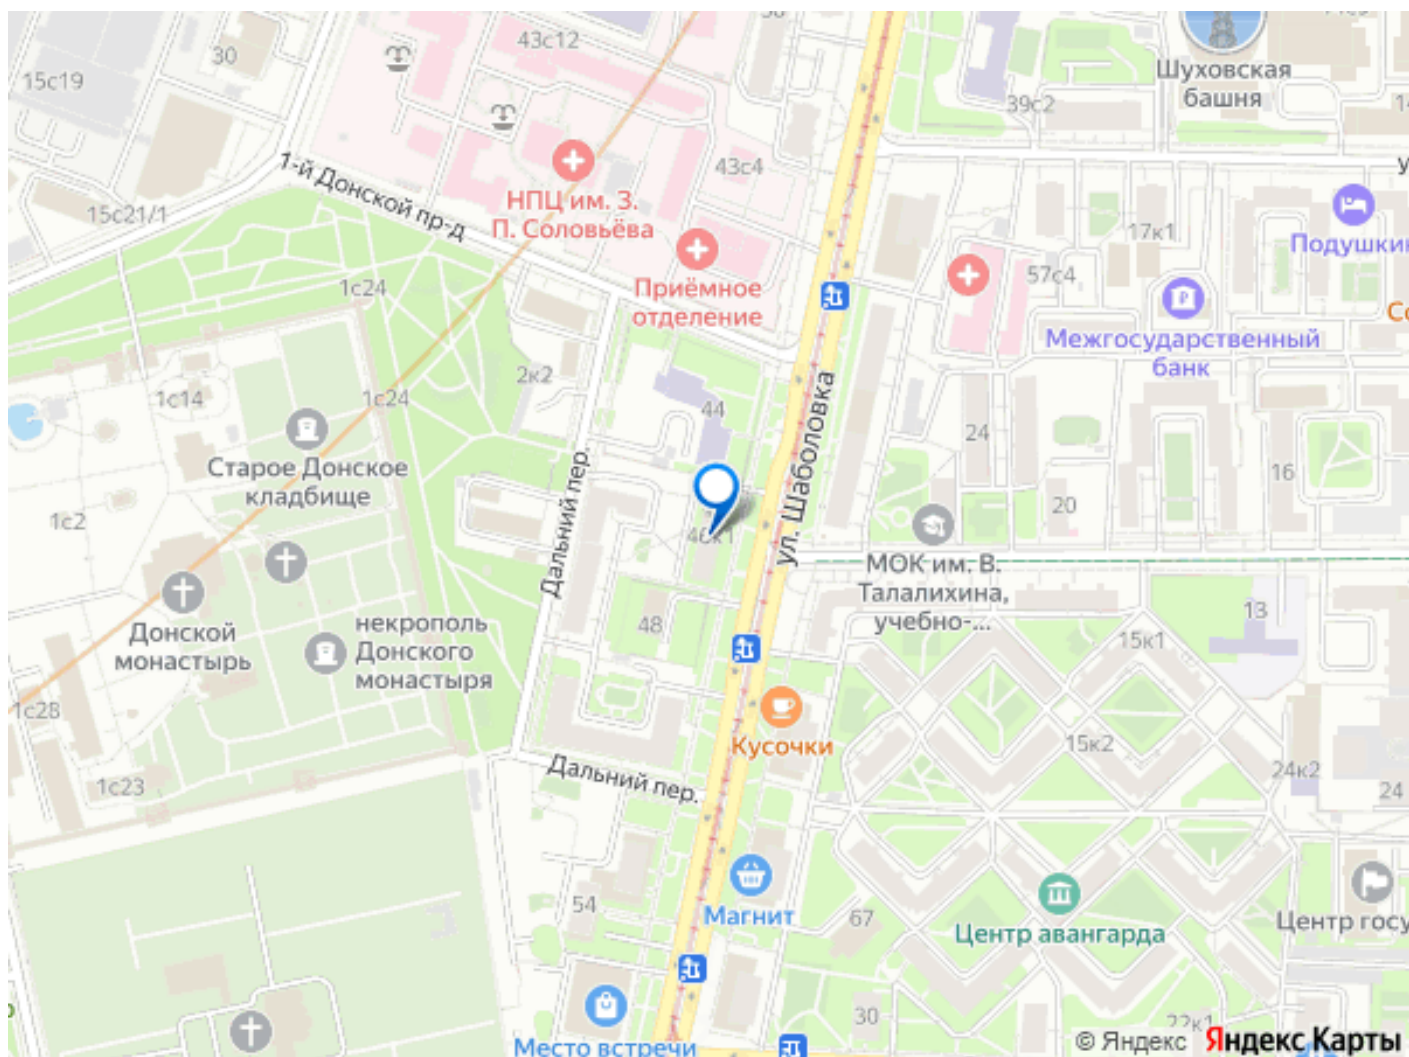 43с12
30
15с19
Шуховская
башня
39с2
1-й Донской пр-д
43с4
15с21/1
НПЦ им. З.
П. Соловьёва
17к1
Подушкин
57с4
Приёмное
отделение
1с24
Межгосударственный
банк
2к2
1с24
1с14
44
ул. Шаболовка
24
16
Старое Донское
кладбище
1с2
20
46к1
Дальний пер.
МОК им. В.
Талалихина,
учебно-...
13
48
15к1
некрополь
Донского
монастыря
Донской
монастырь
1с28
Кусочки
15к2
Дальний пер.
24к2
1с23
24
54
Магнит
67
Центр авангарда
Центр госу
30
22к1
Место встречи
© Яндекс Яндекс Карты